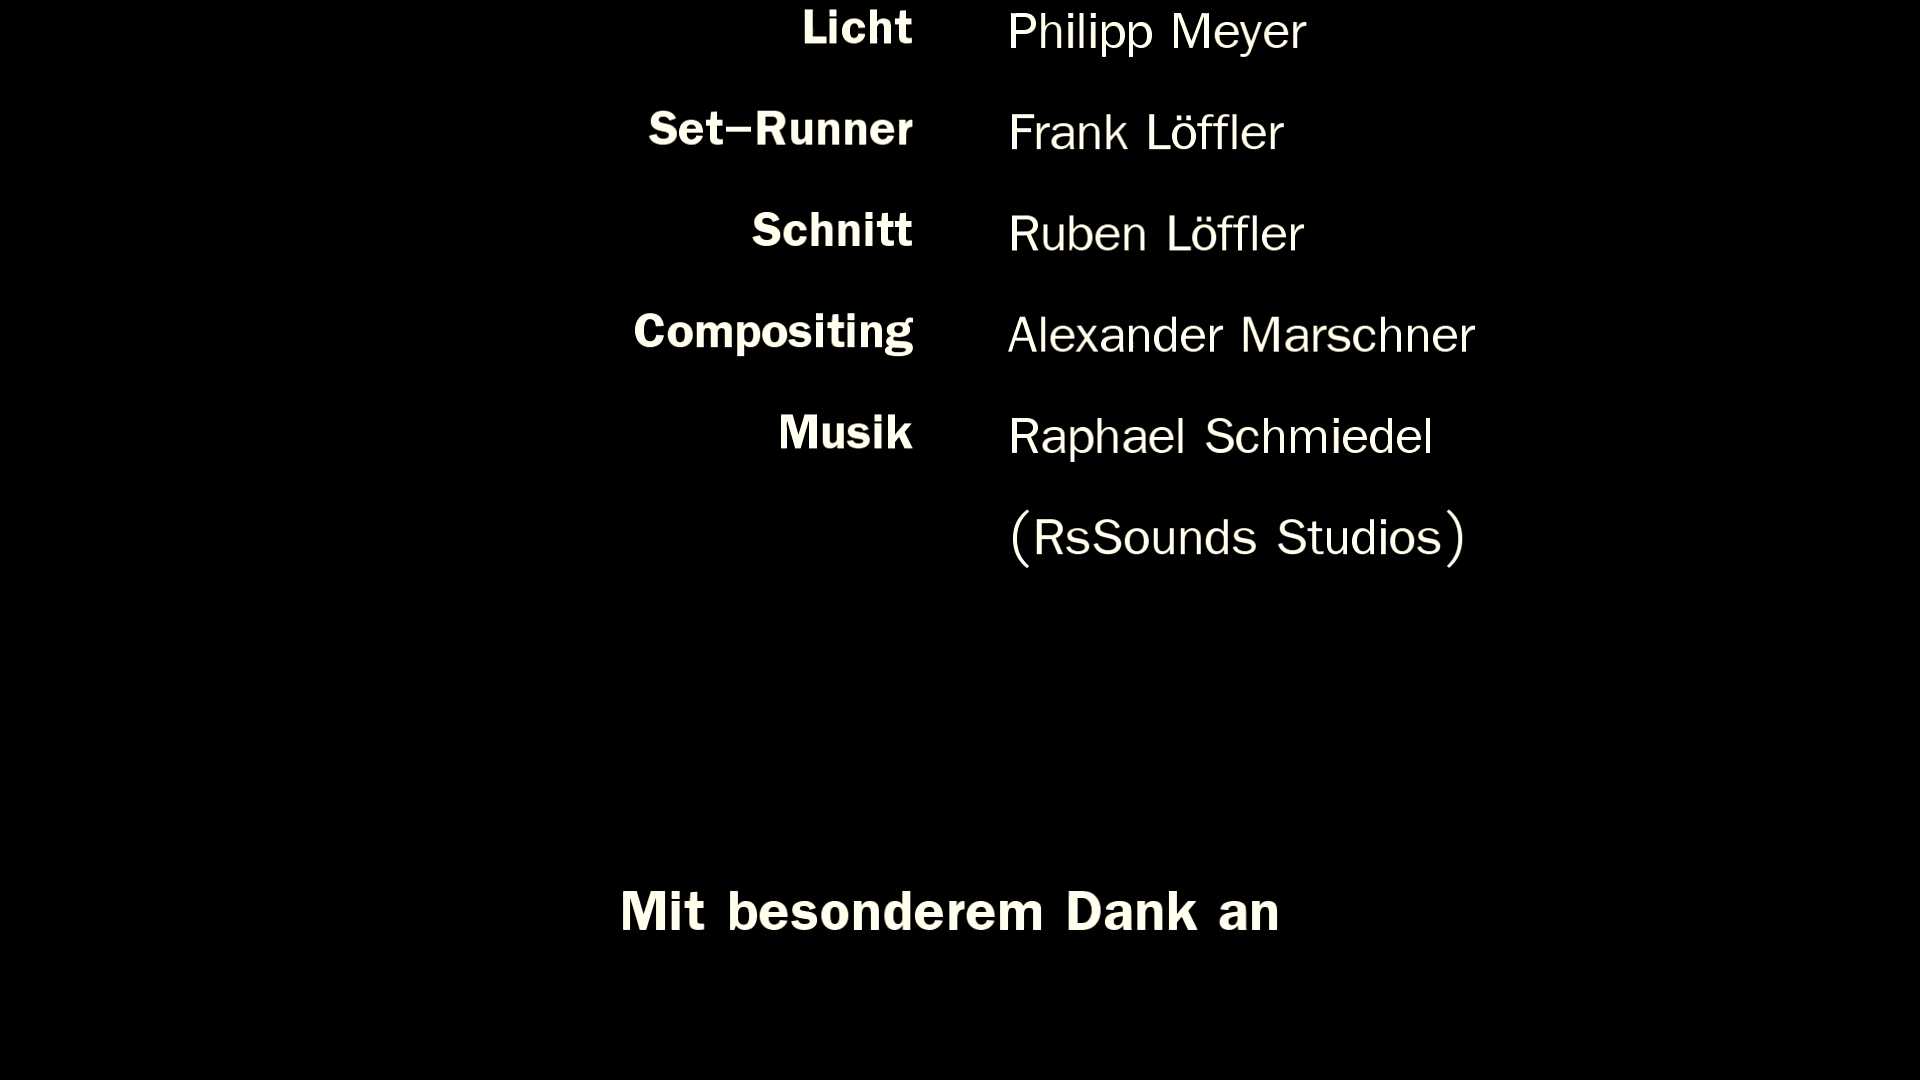 Licht Philipp Meyer
Set–Runner Frank Löffler
Schnitt Ruben Löffler
Compositing Alexander Marschner
Musik Raphael Schmiedel
(RsSounds Studios)
Mit besonderem Dank an